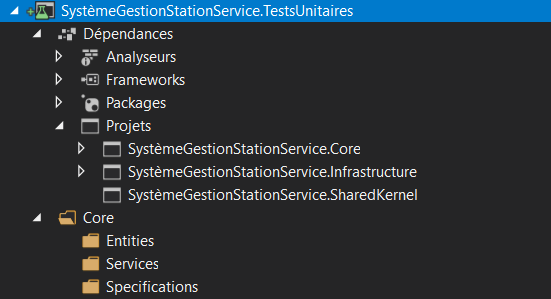 SystèmeGestionStationService.TestsUnitaires
Dépendances
Analyseurs
Frameworks
Packages
Projets
SystèmeGestionStationService.Core
SystèmeGestionStationService.Infrastructure
SystèmeGestionStationService.SharedKernel
Core
Entities
Services
Specifications